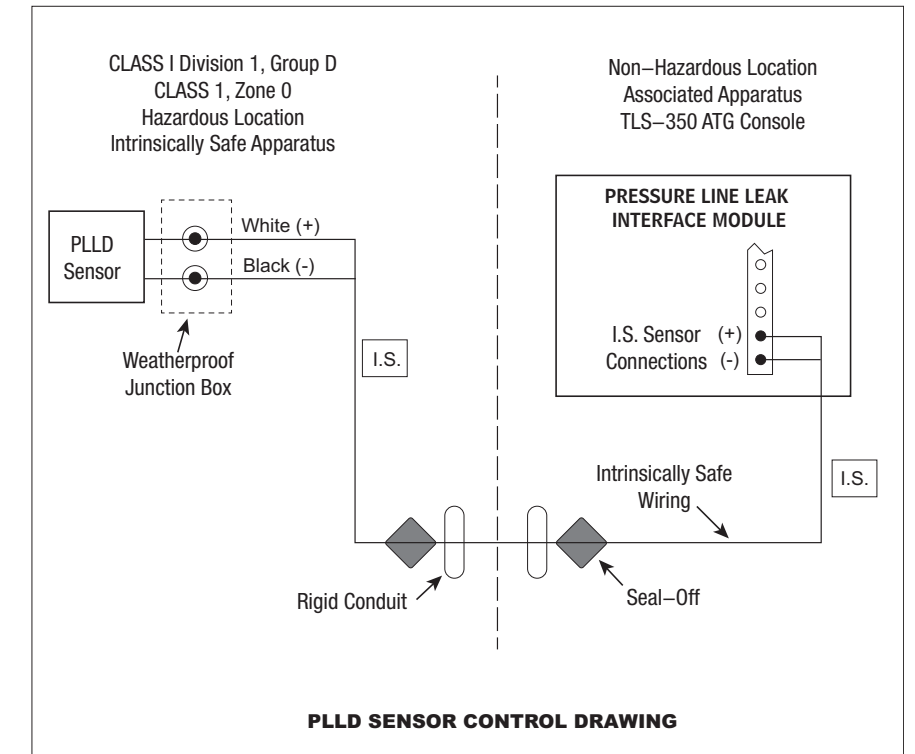 CLASS I Division 1, Group D
CLASS 1, Zone 0
Hazardous Location
Intrinsically Safe Apparatus
Non–Hazardous Location
Associated Apparatus
TLS–350 ATG Console
PLLD
Sensor
White (+)
Black (-)
Weatherproof
Junction Box
I.S.
PRESSURE LINE LEAK
INTERFACE MODULE
I.S. Sensor (+)
Connections (-)
I.S.
Intrinsically Safe
Wiring
Rigid Conduit
Seal–Off
PLLD SENSOR CONTROL DRAWING